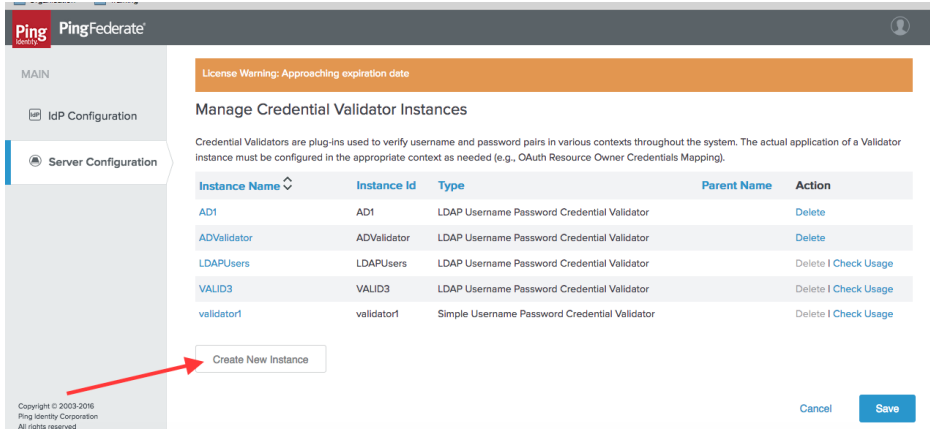 Organization Training
Ping Identity. PingFederate®
MAIN
License Warning: Approaching expiration date
IdP IdP Configuration
Server Configuration
Manage Credential Validator Instances
Credential Validators are plug-ins used to verify username and password pairs in various contexts throughout the system. The actual application of a Validator
instance must be configured in the appropriate context as needed (e.g., OAuth Resource Owner Credentials Mapping).
Instance Name Instance Id Type Parent Name Action
AD1 AD1 LDAP Username Password Credential Validator Delete
ADValidator ADValidator LDAP Username Password Credential Validator Delete
LDAPUsers LDAPUsers LDAP Username Password Credential Validator Delete | Check Usage
VALID3 VALID3 LDAP Username Password Credential Validator Delete | Check Usage
validator1 validator1 Simple Username Password Credential Validator Delete | Check Usage
Create New Instance
Copyright © 2003-2016
Ping Identity Corporation
All rights reserved
Cancel Save